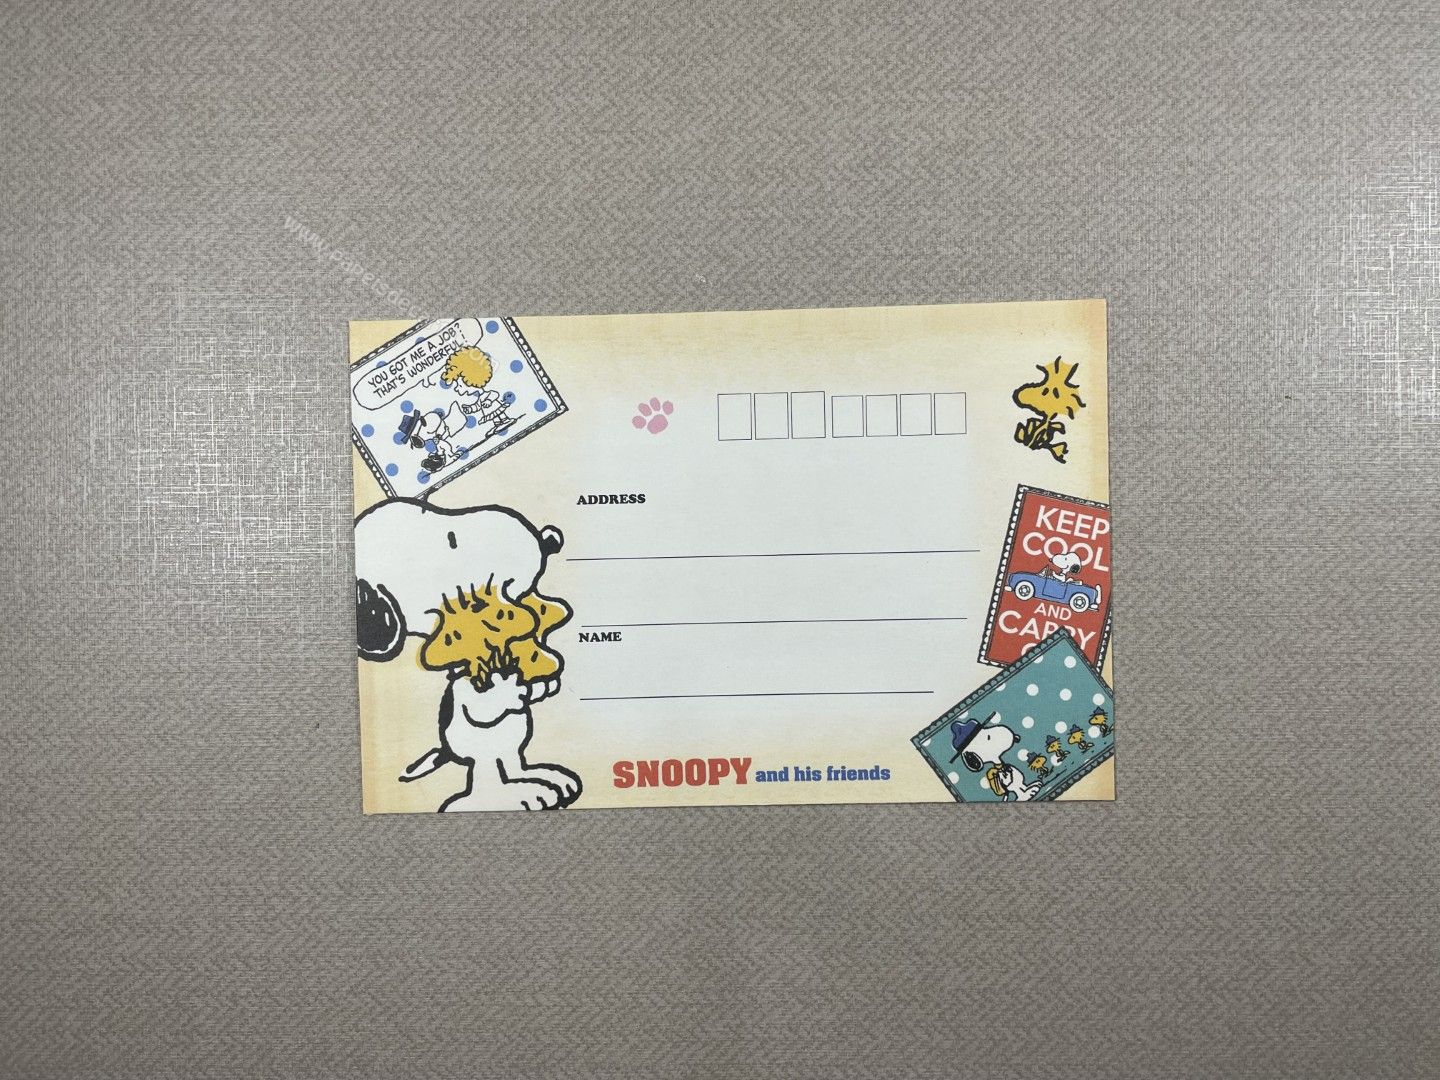 YOU GOT ME A JOB?
THAT'S WONDERFUL!
ADDRESS
KEEP
COOL
AND
CARRY
NAME
SNOOPY and his friends